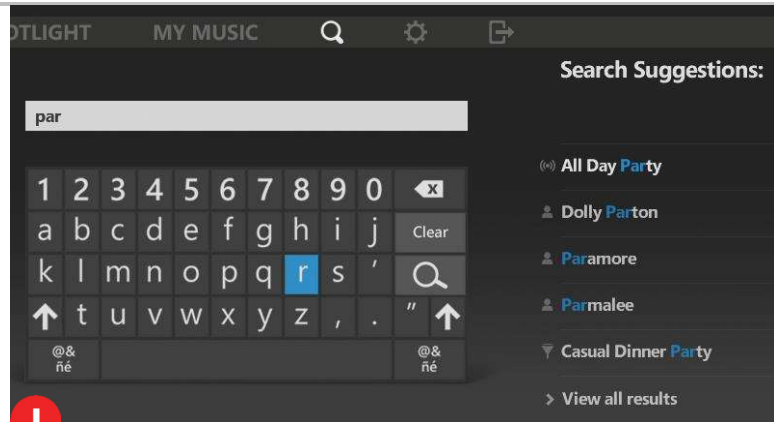 OTLIGHT MY MUSIC
Search Suggestions:
par
All Day Party
Dolly Parton
Paramore
Parmalee
Casual Dinner Party
View all results
1 2 3 4 5 6 7 8 9 0
a b c d e f g h i j Clear
k l m n o p q r s '
t u v w x y z , . "
@& @&
ñé ñé